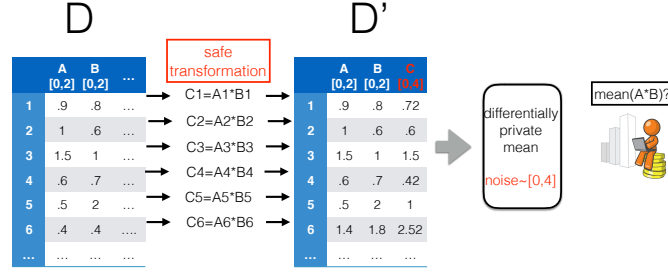 D
D’
safe
transformation
A B …
[0,2] [0,2]
1 .9 .8 …
2 1 .6 …
3 1.5 1 …
4 .6 .7 …
5 .5 2 …
6 .4 .4 ….
… … …
C1=A1*B1
C2=A2*B2
C3=A3*B3
C4=A4*B4
C5=A5*B5
C6=A6*B6
A B C
[0,2] [0,2] [0,4]
1 .9 .8 .72
2 1 .6 .6
3 1.5 1 1.5
4 .6 .7 .42
5 .5 2 1
6 1.4 1.8 2.52
… … … …
differentially
private
mean
noise~[0,4]
mean(A*B)?